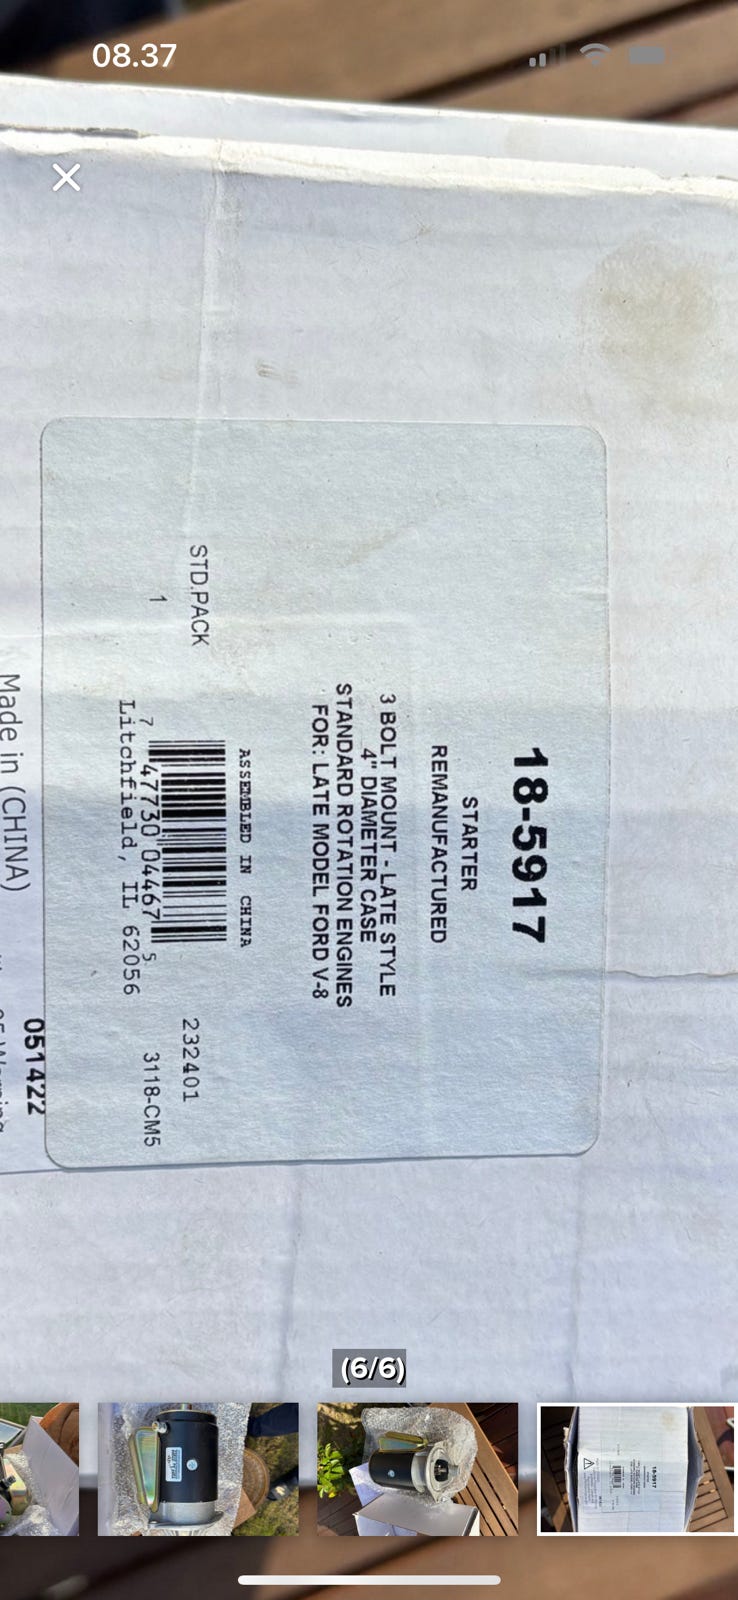 08.37
18-5917
STARTER
REMANUFACTURED
3 BOLT MOUNT - LATE STYLE
4" DIAMETER CASE
STANDARD ROTATION ENGINES
FOR: LATE MODEL FORD V-8
ASSEMBLED IN CHINA
STD.PACK
232401
1
7 47730 04467 5
3118-CM5
Litchfield, IL 62056
051422
Made in (CHINA)
(6/6)
18-5917